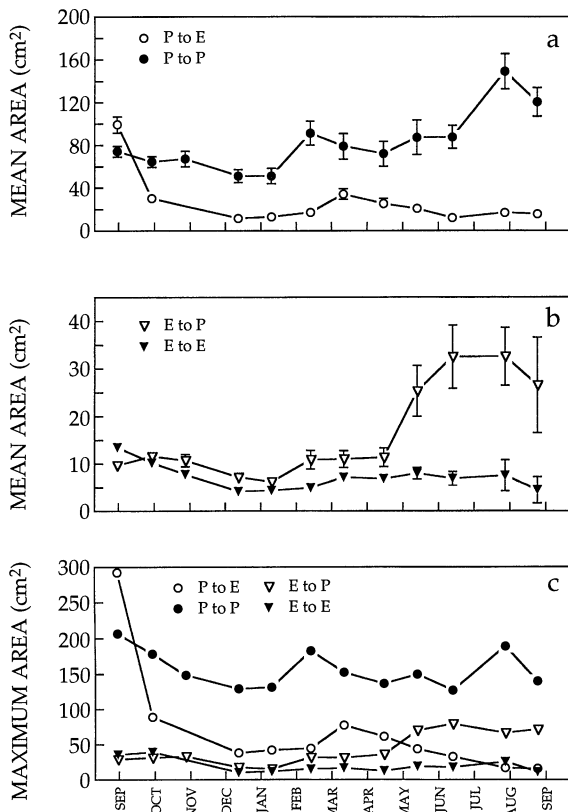 MEAN AREA (cm2)
200
160
120
80
40
0
a
P to E
P to P
MEAN AREA (cm2)
40
30
20
10
0
b
E to P
E to E
MAXIMUM AREA (cm2)
300
250
200
150
100
50
0
c
P to E E to P
P to P E to E
SEP OCT NOV DEC JAN FEB MAR APR MAY JUN JUL AUG SEP